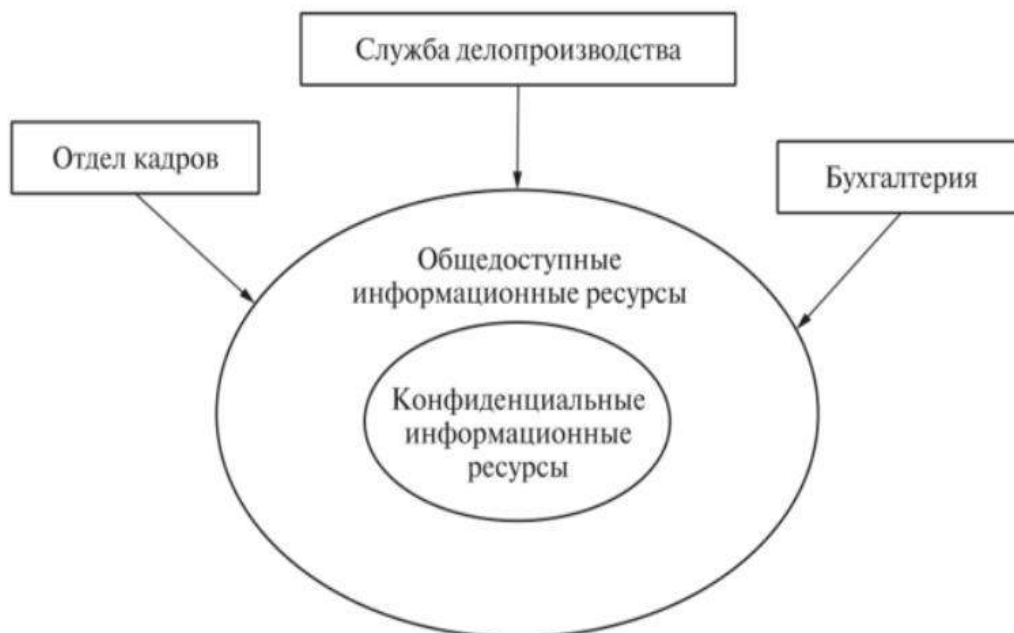 Служба делопроизводства
Отдел кадров
Бухгалтерия
Общедоступные
информационные ресурсы
Конфиденциальные
информационные
ресурсы